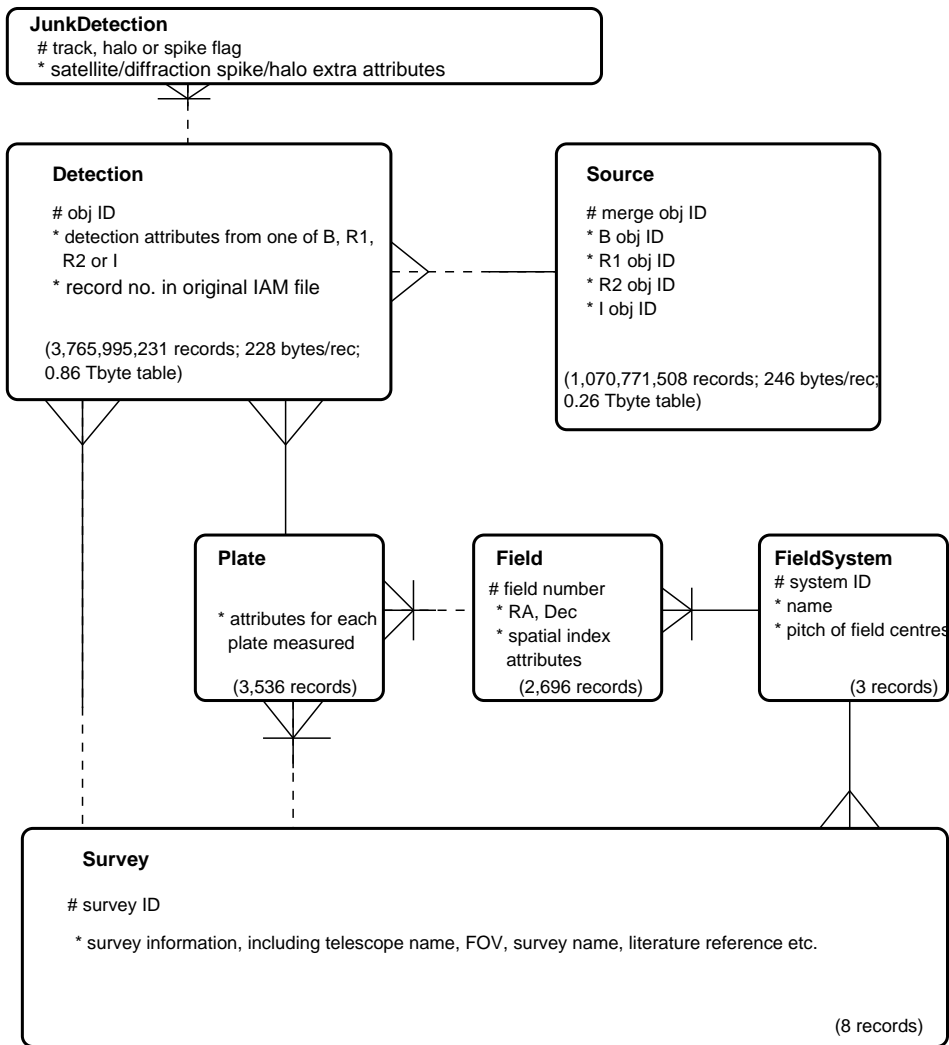 JunkDetection
# track, halo or spike flag
* satellite/diffraction spike/halo extra attributes
Detection
# obj ID
* detection attributes from one of B, R1,
R2 or I
* record no. in original IAM file
(3,765,995,231 records; 228 bytes/rec;
0.86 Tbyte table)
Source
# merge obj ID
* B obj ID
* R1 obj ID
* R2 obj ID
* I obj ID
(1,070,771,508 records; 246 bytes/rec;
0.26 Tbyte table)
Plate
* attributes for each
plate measured
(3,536 records)
Field
# field number
* RA, Dec
* spatial index
attributes
(2,696 records)
FieldSystem
# system ID
* name
* pitch of field centres
(3 records)
Survey
# survey ID
* survey information, including telescope name, FOV, survey name, literature reference etc.
(8 records)